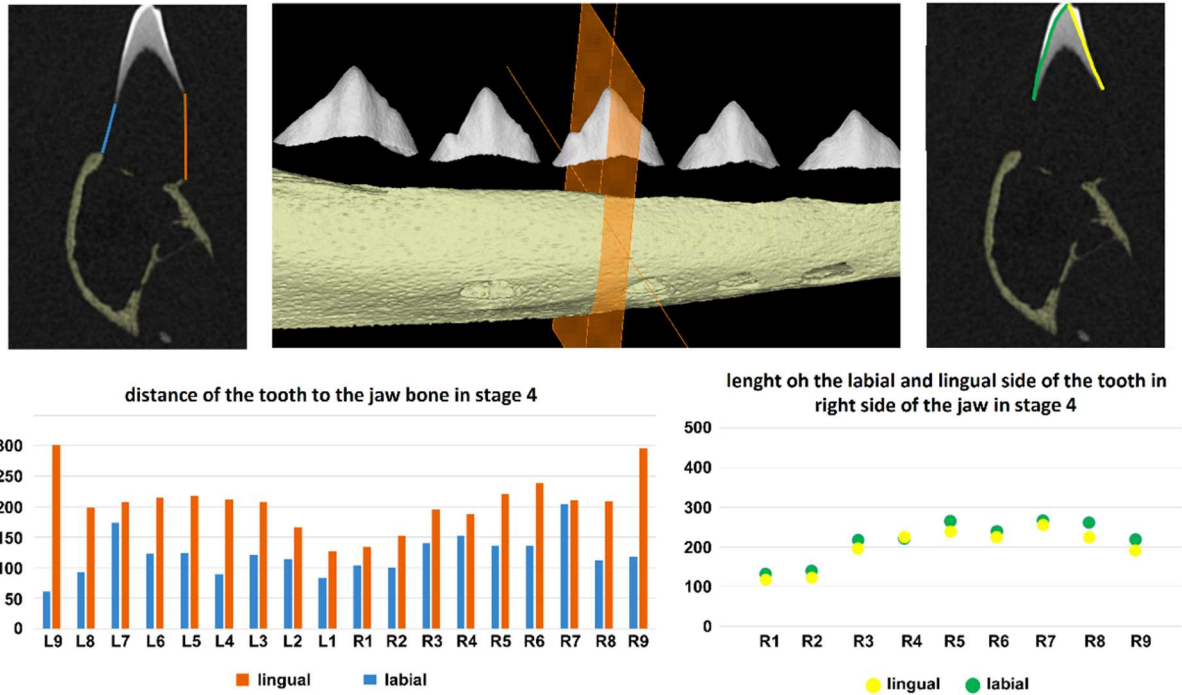 distance of the tooth to the jaw bone in stage 4
300
250
200
150
100
50
0
L9 L8 L7 L6 L5 L4 L3 L2 L1 R1 R2 R3 R4 R5 R6 R7 R8 R9
lingual labial
lenght oh the labial and lingual side of the tooth in
right side of the jaw in stage 4
500
400
300
200
100
0
R1 R2 R3 R4 R5 R6 R7 R8 R9
lingual labial